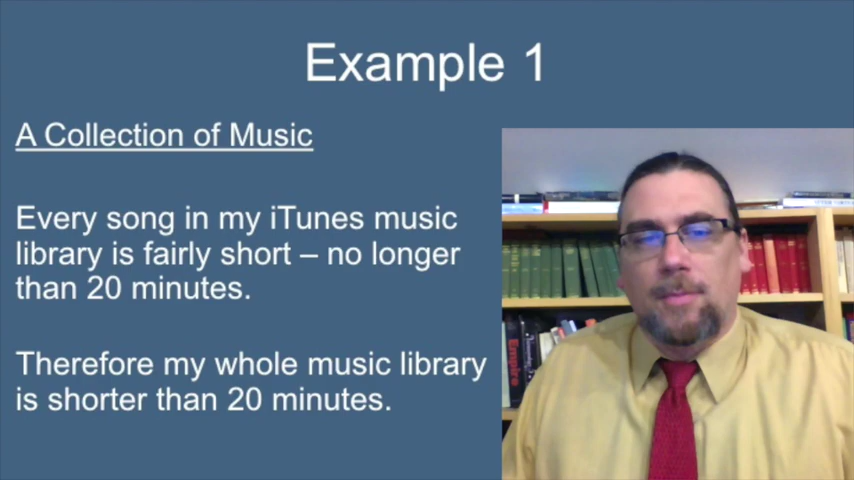 Example 1
A Collection of Music
Every song in my iTunes music
library is fairly short – no longer
than 20 minutes.
Therefore my whole music library
is shorter than 20 minutes.
Empire